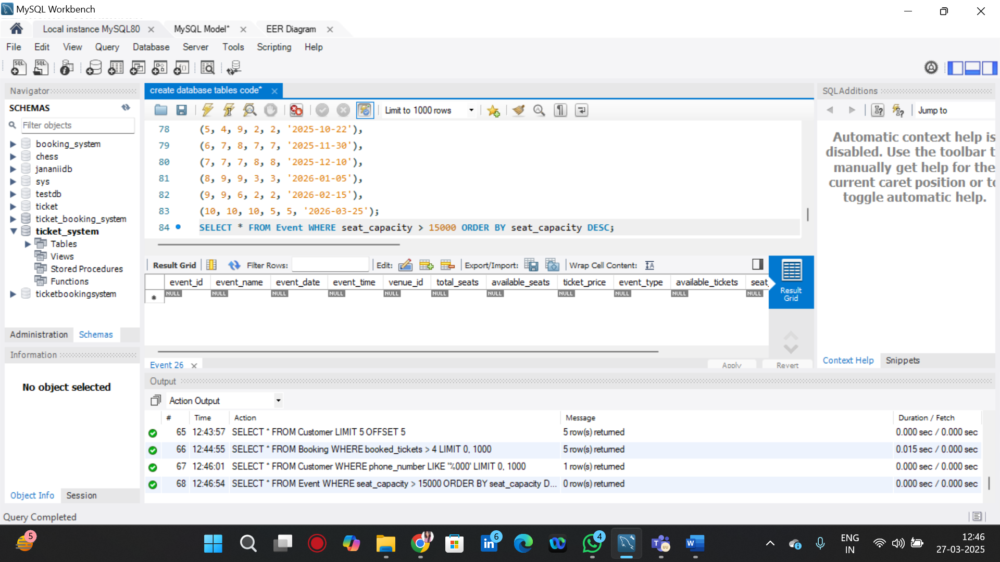 MySQL Workbench
Local instance MySQL80
MySQL Model*
EER Diagram
File Edit View Query Database Server Tools Scripting Help
Navigator
SCHEMAS
Filter objects
booking_system
chess
jananiidb
sys
testdb
ticket
ticket_booking_system
ticket_system
Tables
Views
Stored Procedures
Functions
ticketbookingsystem
Administration Schemas
Information
No object selected
Object Info Session
create database tables code*
Limit to 1000 rows
78 (5, 4, 9, 2, 2, '2025-10-22'),
79 (6, 7, 8, 7, 7, '2025-11-30'),
80 (7, 7, 7, 8, 8, '2025-12-10'),
81 (8, 9, 9, 3, 3, '2026-01-05'),
82 (9, 9, 6, 2, 2, '2026-02-15'),
83 (10, 10, 10, 5, 5, '2026-03-25');
84 SELECT * FROM Event WHERE seat_capacity > 15000 ORDER BY seat_capacity DESC;
Result Grid Filter Rows: Edit: Export/Import: Wrap Cell Content:
event_id event_name event_date event_time venue_id total_seats available_seats ticket_price event_type available_tickets seat_
NULL NULL NULL NULL NULL NULL NULL NULL NULL NULL NULL
Result
Grid
Event 26
Apply Revert
SQLAdditions
Jump to
Automatic context help is
disabled. Use the toolbar t
manually get help for the
current caret position or to
toggle automatic help.
Context Help Snippets
Output
Action Output
# Time Action Message Duration / Fetch
65 12:43:57 SELECT * FROM Customer LIMIT 5 OFFSET 5 5 row(s) returned 0.000 sec / 0.000 sec
66 12:44:55 SELECT * FROM Booking WHERE booked_tickets > 4 LIMIT 0, 1000 5 row(s) returned 0.015 sec / 0.000 sec
67 12:46:01 SELECT * FROM Customer WHERE phone_number LIKE '%000' LIMIT 0, 1000 1 row(s) returned 0.000 sec / 0.000 sec
68 12:46:54 SELECT * FROM Event WHERE seat_capacity > 15000 ORDER BY seat_capacity D... 0 row(s) returned 0.000 sec / 0.000 sec
Query Completed
5
6
4
ENG
IN
12:46
27-03-2025